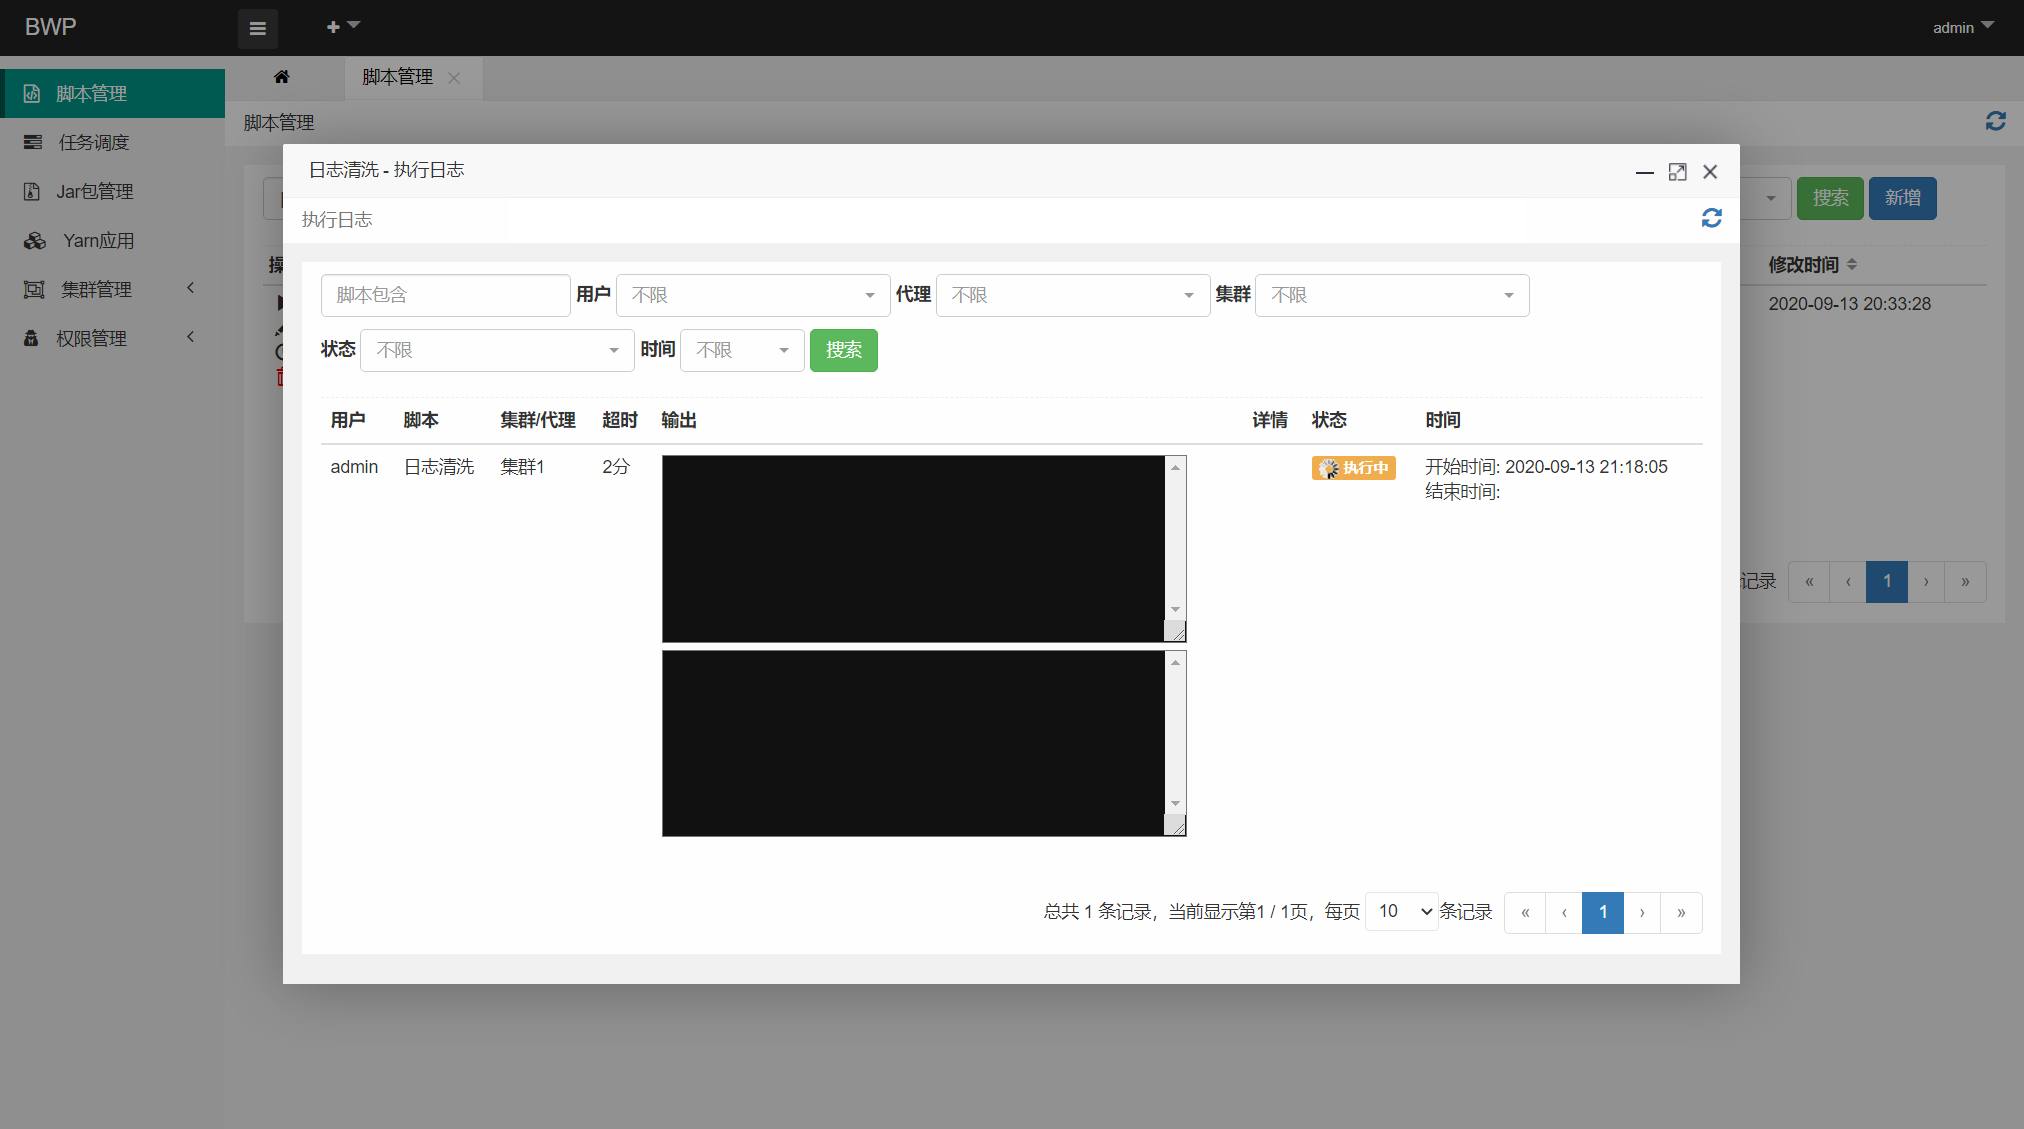 BWP
admin
脚本管理
任务调度
Jar包管理
Yarn应用
集群管理
权限管理
脚本管理
脚本管理
搜索 新增
修改时间
2020-09-13 20:33:28
记录 « ‹ 1 › »
日志清洗 - 执行日志
执行日志
脚本包含 用户 不限 代理 不限 集群 不限
状态 不限 时间 不限 搜索
用户 脚本 集群/代理 超时 输出 详情 状态 时间
admin 日志清洗 集群1 2分 执行中 开始时间: 2020-09-13 21:18:05
结束时间:
总共 1 条记录，当前显示第1 / 1页，每页 10 条记录 « ‹ 1 › »